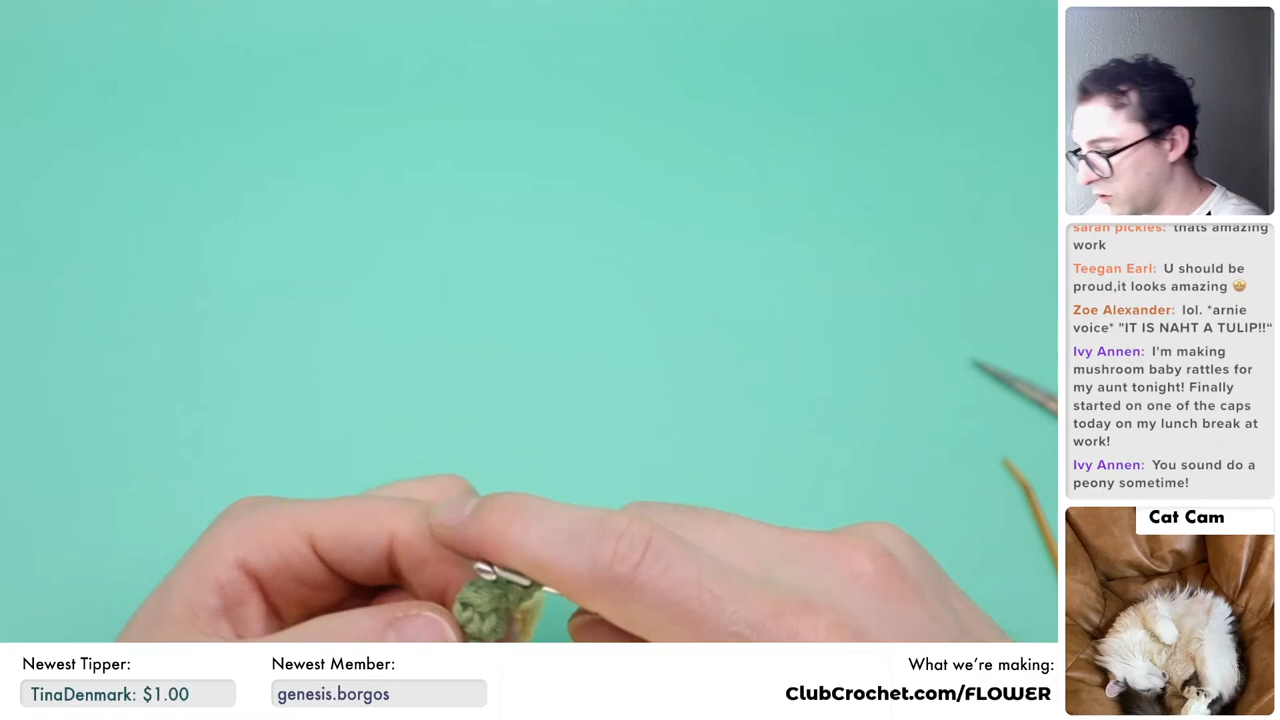 sarah pickles: thats amazing
work
Teegan Earl: U should be
proud,it looks amazing 🤩
Zoe Alexander: lol. *arnie
voice* "IT IS NAHT A TULIP!!“
Ivy Annen: I'm making
mushroom baby rattles for
my aunt tonight! Finally
started on one of the caps
today on my lunch break at
work!
Ivy Annen: You sound do a
peony sometime!
Cat Cam
Newest Tipper:
TinaDenmark: $1.00
Newest Member:
genesis.borgos
What we’re making:
ClubCrochet.com/FLOWER